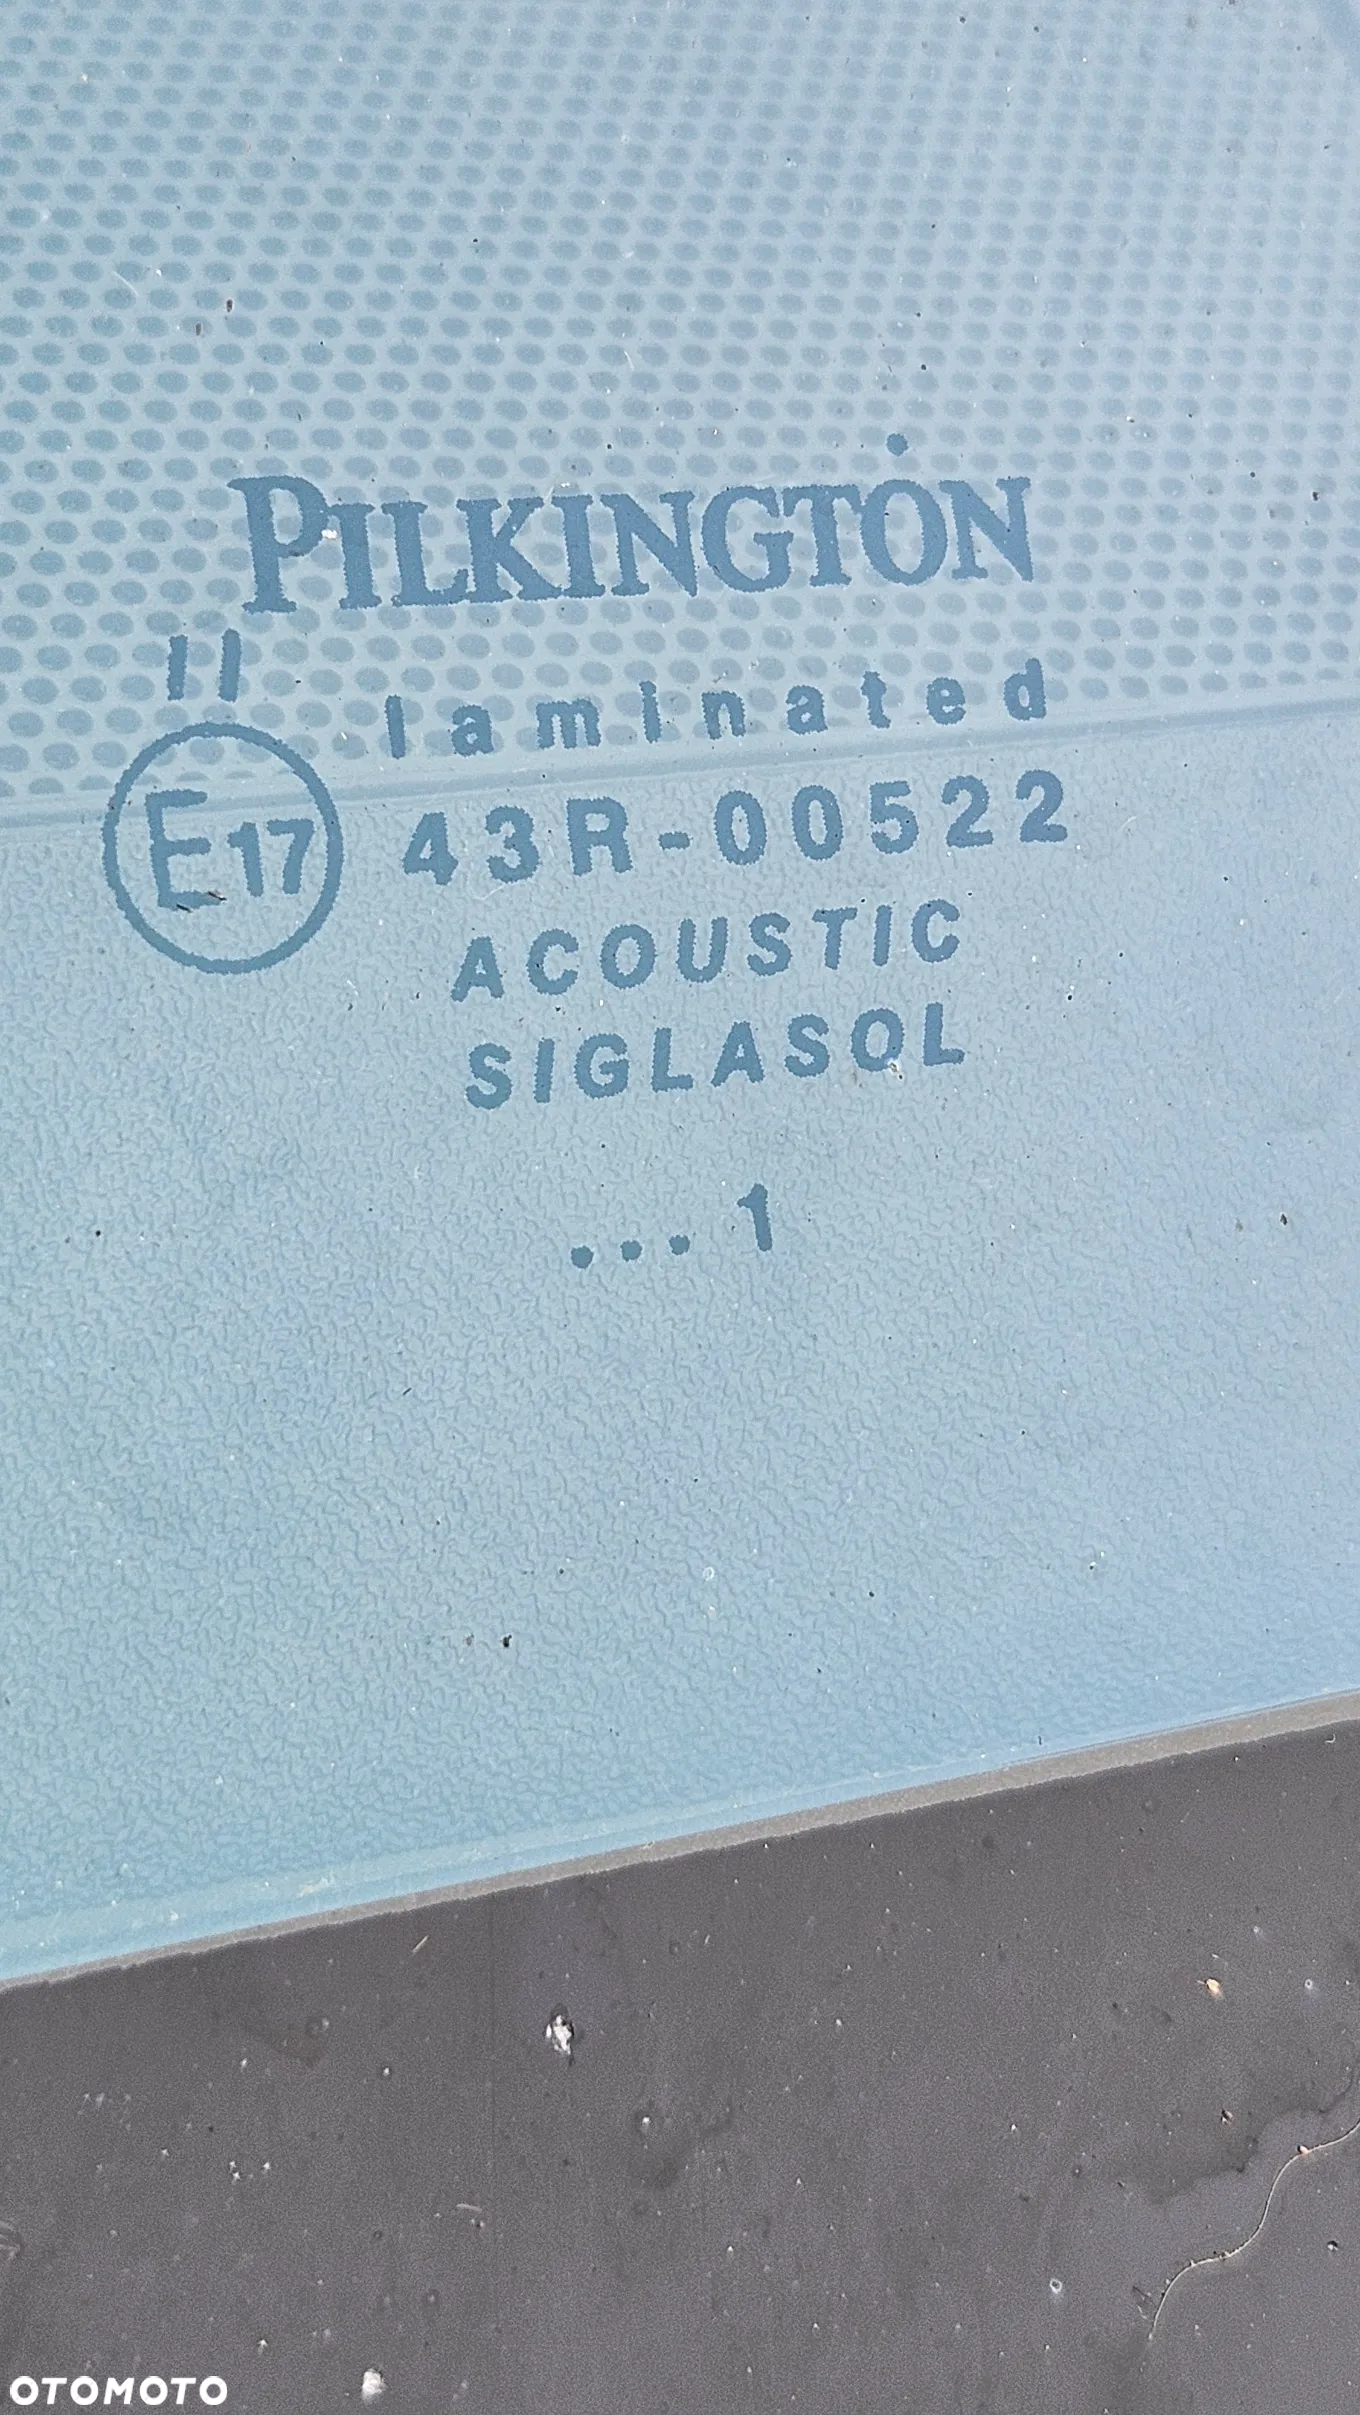 PILKINGTON
II laminated
E17 43R-00522
ACOUSTIC
SIGLASOL
... 1
OTOMOTO